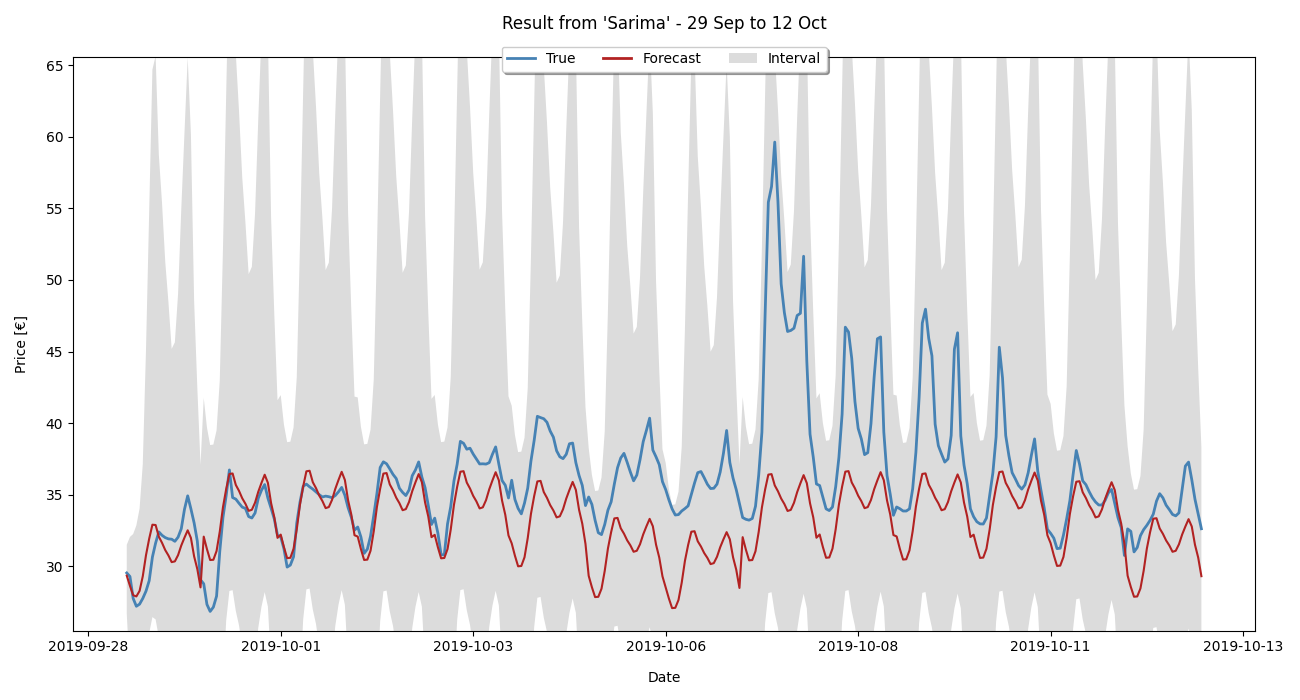 Result from 'Sarima' - 29 Sep to 12 Oct
True Forecast Interval
65
60
55
50
45
40
35
30
Price [€]
2019-09-28 2019-10-01 2019-10-03 2019-10-06 2019-10-08 2019-10-11 2019-10-13
Date